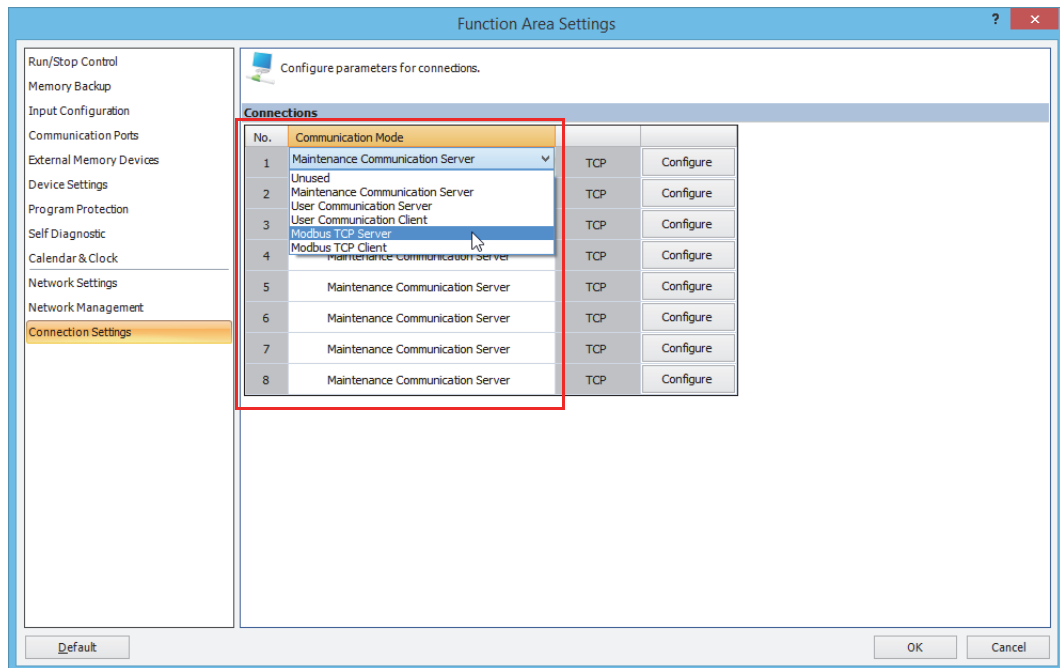 Function Area Settings
?
×
Run/Stop Control
Memory Backup
Input Configuration
Communication Ports
External Memory Devices
Device Settings
Program Protection
Self Diagnostic
Calendar & Clock
Network Settings
Network Management
Connection Settings
Configure parameters for connections.
Connections
No. Communication Mode
1 Maintenance Communication Server TCP Configure
Unused
Maintenance Communication Server
User Communication Server
User Communication Client
Modbus TCP Server
Modbus TCP Client
2 TCP Configure
3 TCP Configure
4 Maintenance Communication Server TCP Configure
5 Maintenance Communication Server TCP Configure
6 Maintenance Communication Server TCP Configure
7 Maintenance Communication Server TCP Configure
8 Maintenance Communication Server TCP Configure
Default
OK
Cancel